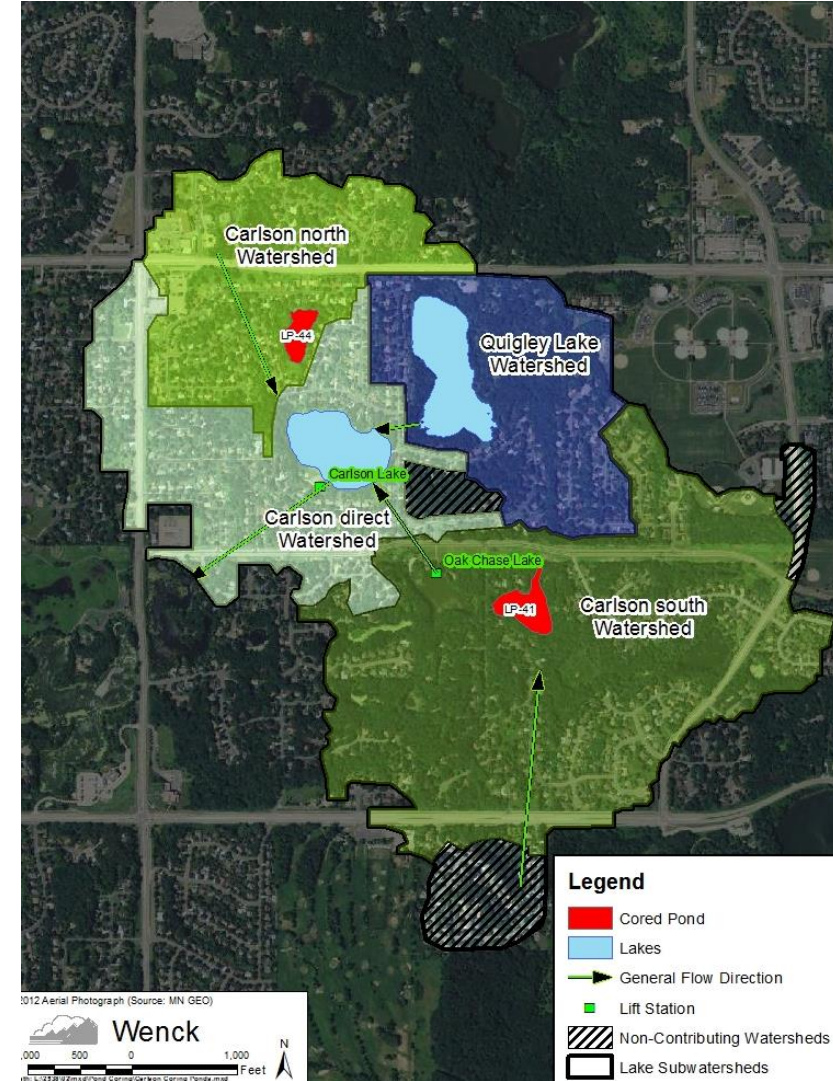 Carlson north
Watershed
LP-44
Quigley Lake
Watershed
Carlson Lake
Carlson direct
Watershed
Oak Chase Lake
LP-41
Carlson south
Watershed
Legend
Cored Pond
Lakes
General Flow Direction
Lift Station
Non-Contributing Watersheds
Lake Subwatersheds
2012 Aerial Photograph (Source: MN GEO)
Wenck
,000 500 0 1,000
Feet
N